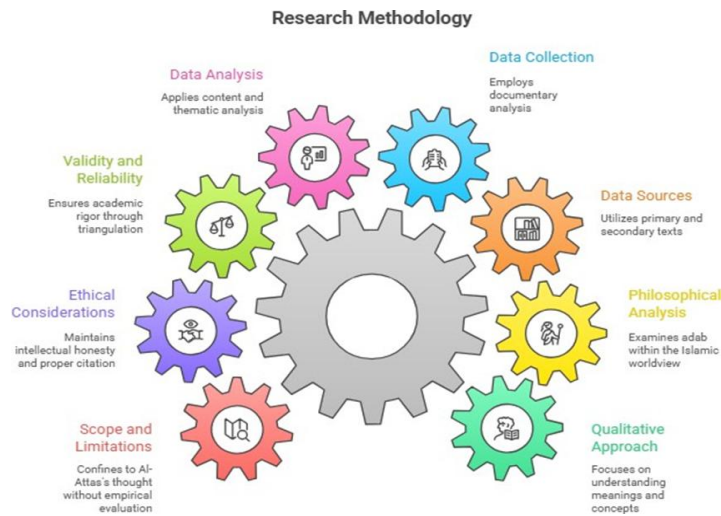 Research Methodology
Data Analysis
Applies content and
thematic analysis
Data Collection
Employs
documentary
analysis
Validity and
Reliability
Ensures academic
rigor through
triangulation
Data Sources
Utilizes primary and
secondary texts
Ethical
Considerations
Maintains
intellectual honesty
and proper citation
Philosophical
Analysis
Examines adab
within the Islamic
worldview
Scope and
Limitations
Confines to Al-
Attas's thought
without empirical
evaluation
Qualitative
Approach
Focuses on
understanding
meanings and
concepts